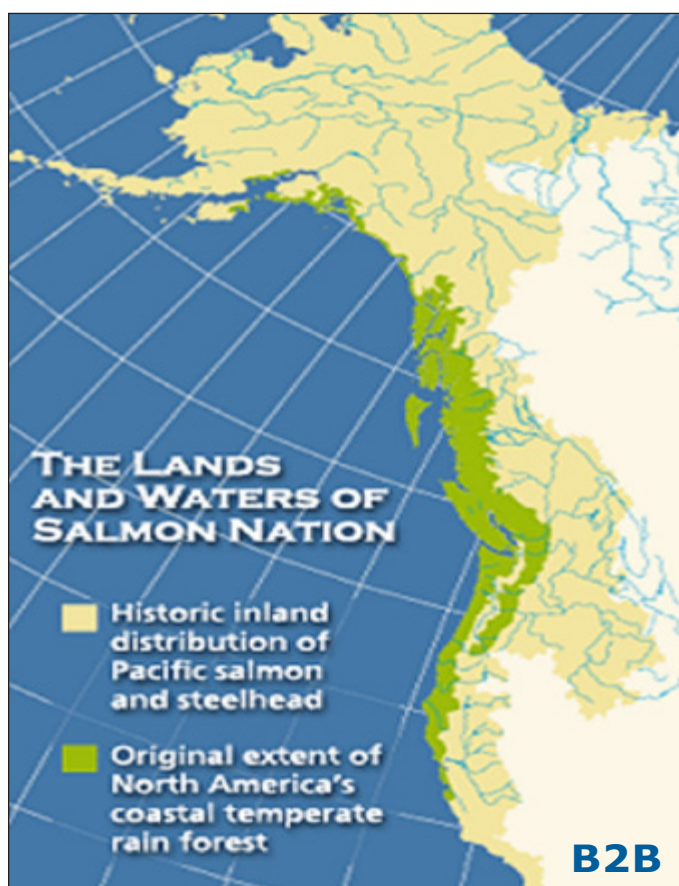 THE LANDS
AND WATERS OF
SALMON NATION
Historic inland
distribution of
Pacific salmon
and steelhead
Original extent of
North America's
coastal temperate
rain forest
B2B